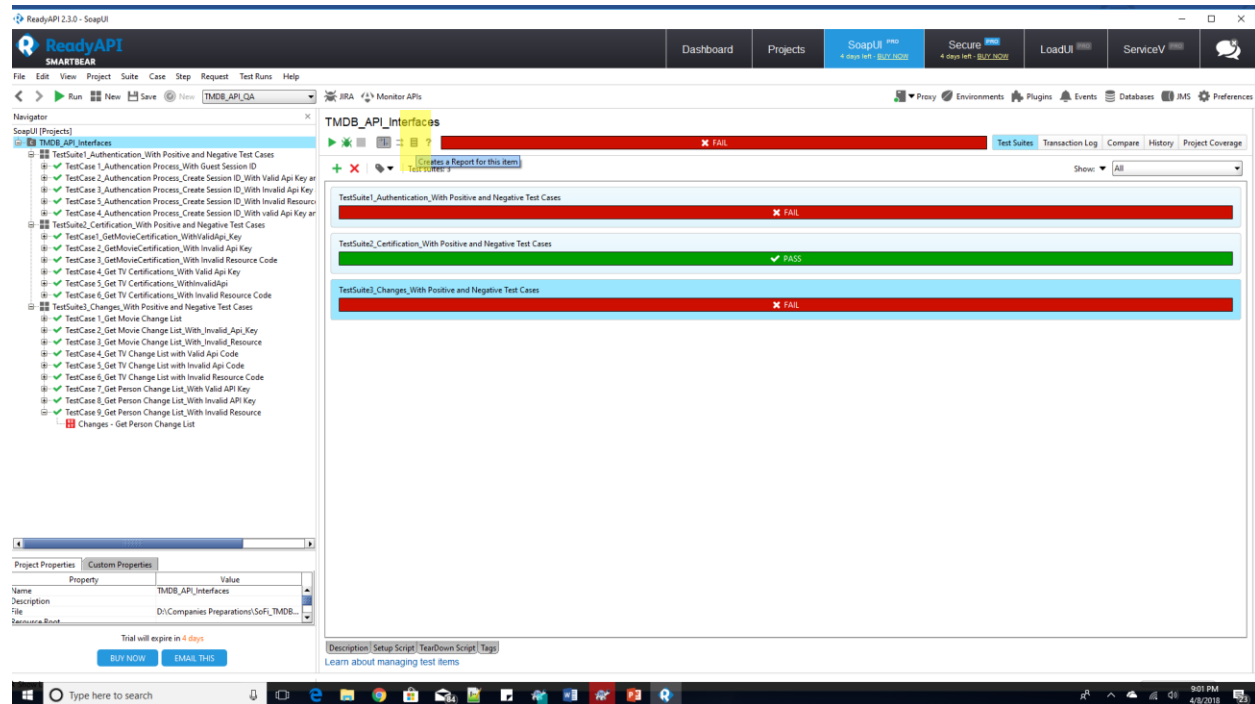 ReadyAPI 2.3.0 - SoapUI
ReadyAPI
SMARTBEAR
Dashboard
Projects
SoapUI PRO
4 days left - BUY NOW
Secure PRO
4 days left - BUY NOW
LoadUI
ServiceV
File Edit View Project Suite Case Step Request Test Runs Help
Run New Save New TMDB_API_QA JIRA Monitor APIs Proxy Environments Plugins Events Databases JMS Preferences
Navigator
SoapUI [Projects]
TMDB_API_Interfaces
TestSuite1_Authentication_With Positive and Negative Test Cases
TestCase 1_Authencation Process_With Guest Session ID
TestCase 2_Authencation Process_Create Session ID_With Valid Api Key ar
TestCase 3_Authencation Process_Create Session ID_With Invalid Api Key
TestCase 5_Authencation Process_Create Session ID_With Invalid Resourc
TestCase 4_Authencation Process_Create Session ID_With valid Api Key ar
TestSuite2_Certification_With Positive and Negative Test Cases
TestCase1_GetMovieCertification_WithValidApi_Key
TestCase 2_GetMovieCertification_With Invalid Api Key
TestCase 3_GetMovieCertification_With Invalid Resource Code
TestCase 4_Get TV Certifications_With Valid Api Key
TestCase 5_Get TV Certifications_WithInvalidApi
TestCase 6_Get TV Certifications_With Invalid Resource Code
TestSuite3_Changes_With Positive and Negative Test Cases
TestCase 1_Get Movie Change List
TestCase 2_Get Movie Change List_With_Invalid_Api_Key
TestCase 3_Get Movie Change List_With_Invalid_Resource
TestCase 4_Get TV Change List with Valid Api Code
TestCase 5_Get TV Change List with Invalid Api Code
TestCase 6_Get TV Change List with Invalid Resource Code
TestCase 7_Get Person Change List_With Valid API Key
TestCase 8_Get Person Change List_With Invalid API Key
TestCase 9_Get Person Change List_With Invalid Resource
Changes - Get Person Change List
TMDB_API_Interfaces
FAIL
Test Suites Transaction Log Compare History Project Coverage
Creates a Report for this item
Test suites: 3
Show: All
TestSuite1_Authentication_With Positive and Negative Test Cases
FAIL
TestSuite2_Certification_With Positive and Negative Test Cases
PASS
TestSuite3_Changes_With Positive and Negative Test Cases
FAIL
Project Properties Custom Properties
Property Value
Name TMDB_API_Interfaces
Description
File D:\Companies Preparations\SoFi_TMDB...
Resource Root
Trial will expire in 4 days
BUY NOW EMAIL THIS
Description Setup Script TearDown Script Tags
Learn about managing test items
Type here to search
84
9:01 PM
4/8/2018